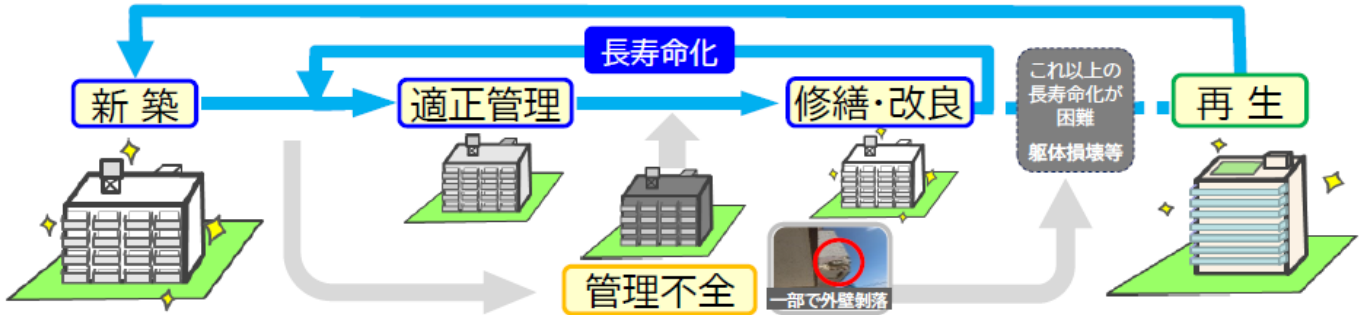 長寿命化
新築
適正管理
修繕・改良
これ以上の
長寿命化が
困難
躯体損壊等
再生
管理不全
一部で外壁剝落